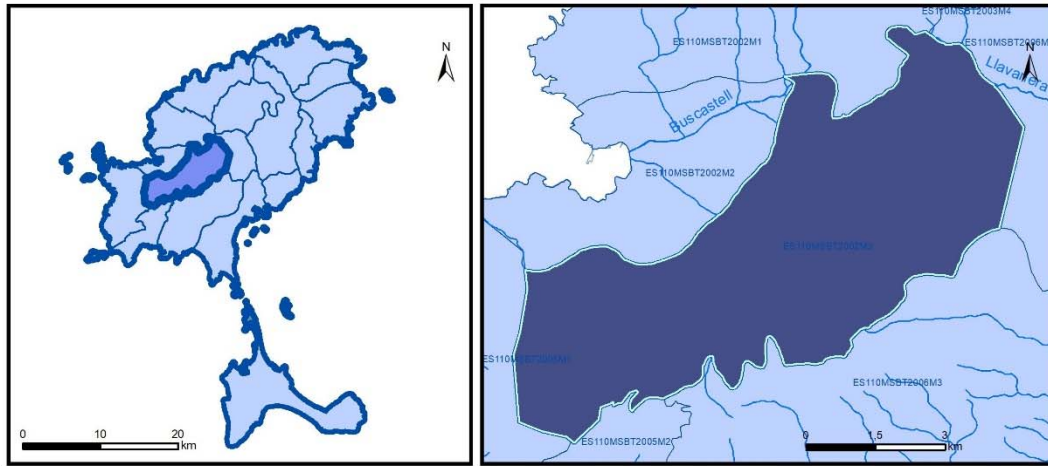 N
0 10 20
km
ES110MSBT2003M4
ES110MSBT2002M1
ES110MSBT2006M
N
Llavanera
Buscastell
ES110MSBT2002M2
ES110MSBT2002M3
ES110MSBT2006M3
ES110MSBT2005M2
0 1,5 3
km